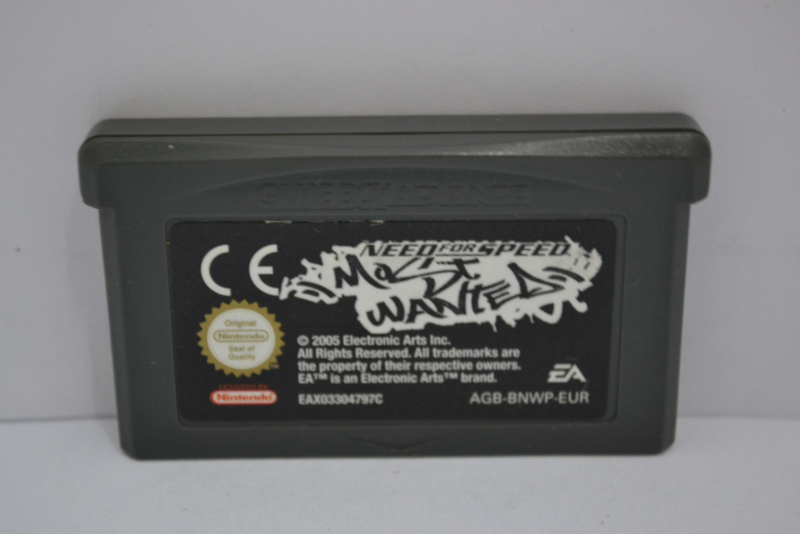 GAME BOY ADVANCE
CE
NEED FOR SPEED
MOST
WANTED
Original
Nintendo
Seal of
Quality
© 2005 Electronic Arts Inc.
All Rights Reserved. All trademarks are
the property of their respective owners.
EA™ is an Electronic Arts™ brand.
EA
LICENSED BY
Nintendo
EAX03304797C
AGB-BNWP-EUR